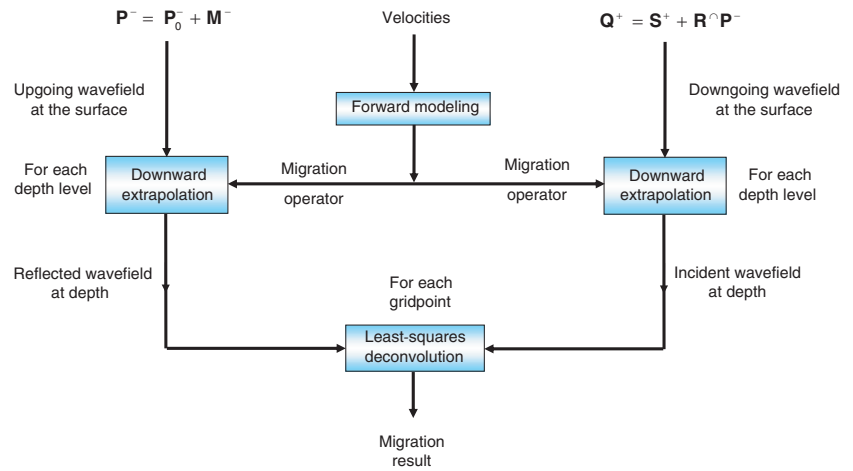 P⁻ = P₀⁻ + M⁻
Velocities
Q⁺ = S⁺ + R^∩P⁻
Upgoing wavefield
at the surface
Forward modeling
Downgoing wavefield
at the surface
For each
depth level
Downward
extrapolation
Migration
operator
Migration
operator
Downward
extrapolation
For each
depth level
Reflected wavefield
at depth
For each
gridpoint
Incident wavefield
at depth
Least-squares
deconvolution
Migration
result